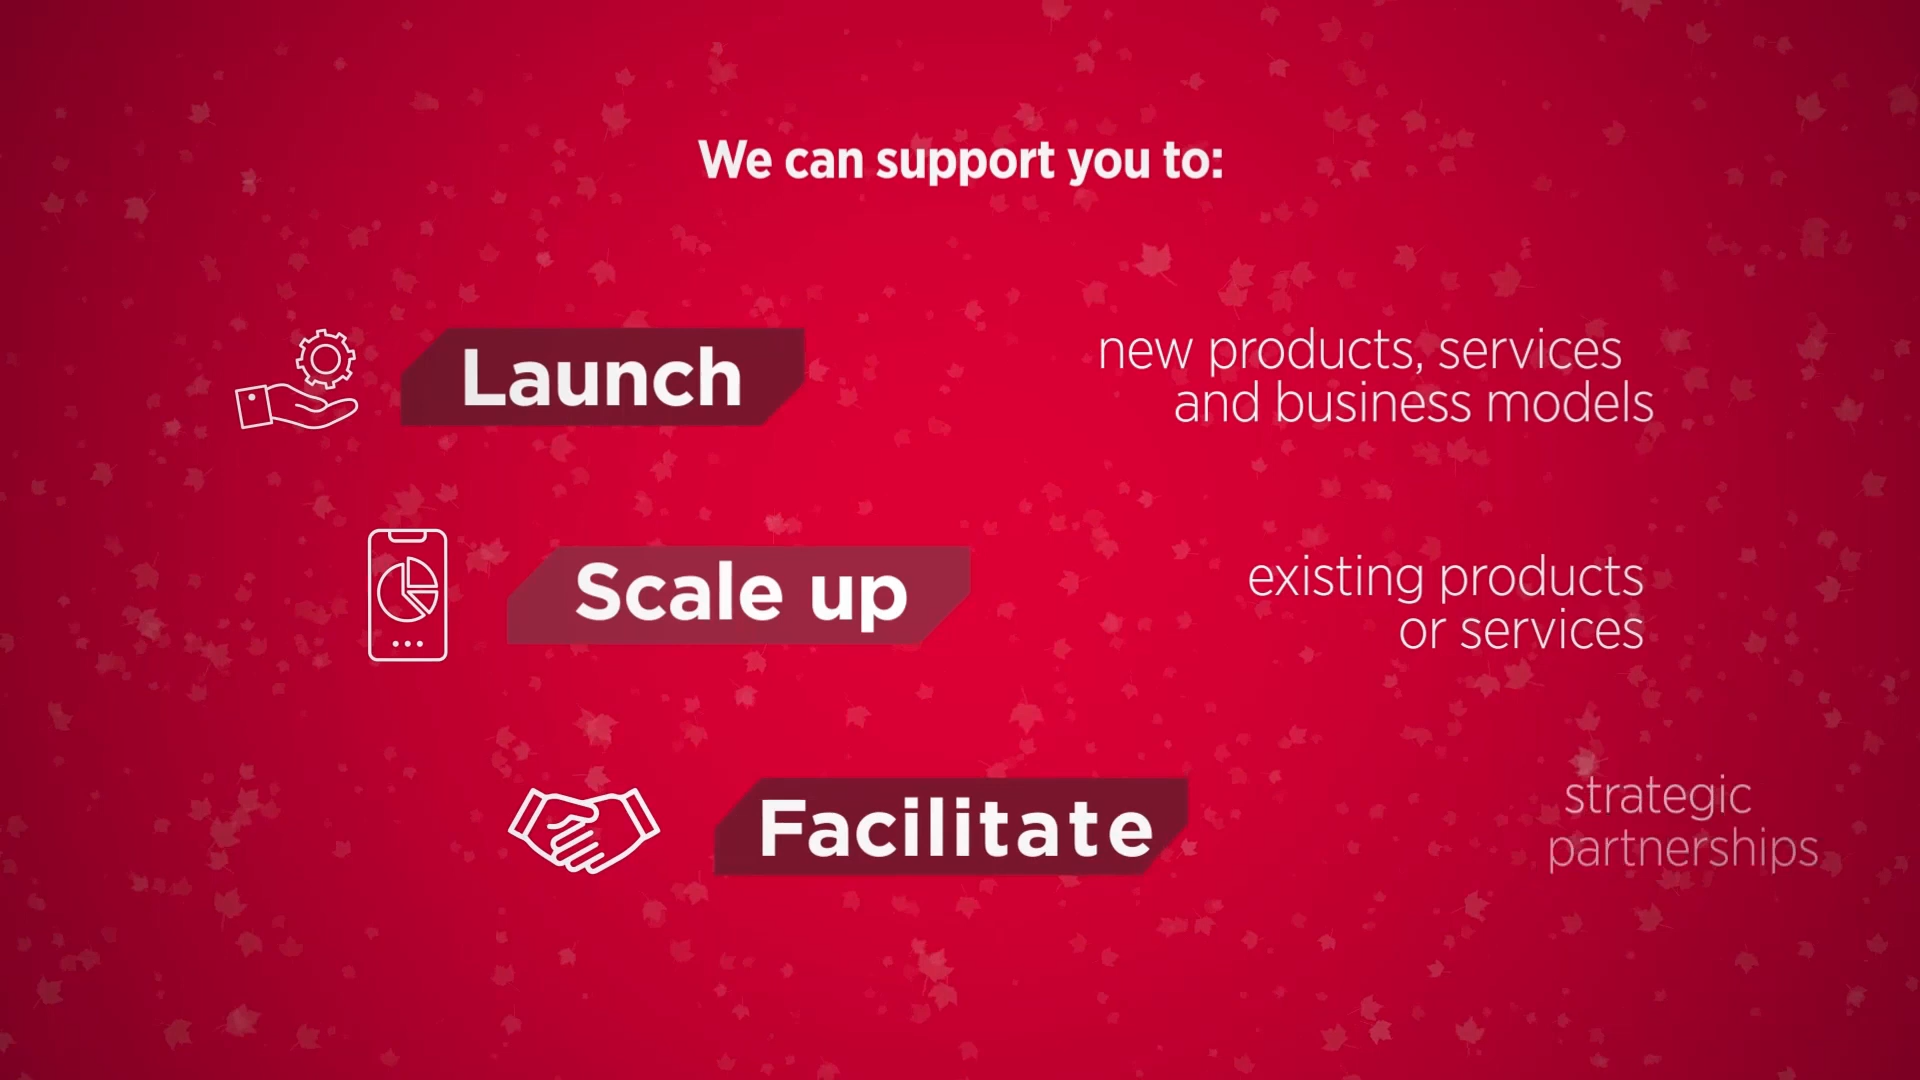 We can support you to:
Launch
new products, services
and business models
Scale up
existing products
or services
Facilitate
strategic
partnerships